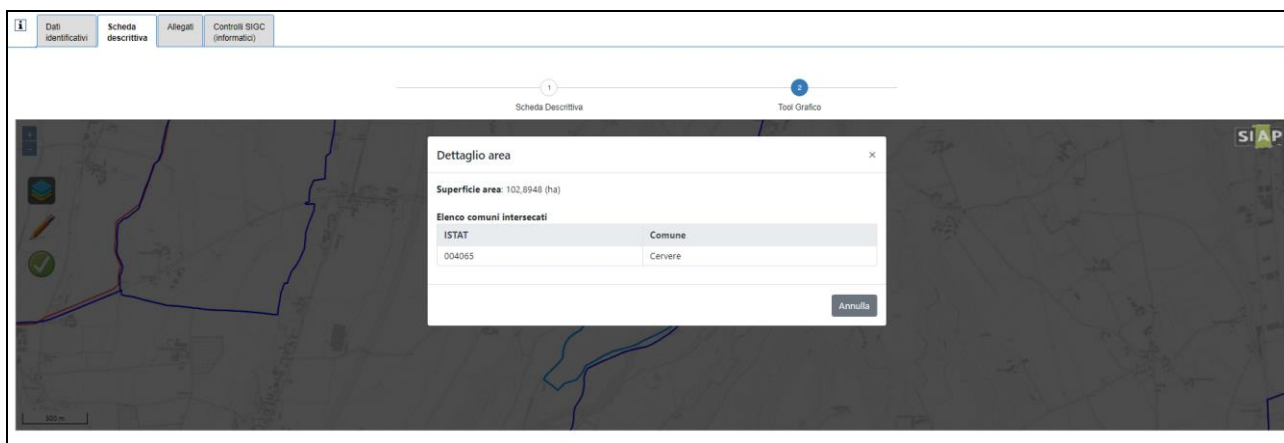 i
Dati
identificativi
Scheda
descrittiva
Allegati
Controlli SIGC
(informatici)
1
2
Scheda Descrittiva
Tool Grafico
+
-
SIAP
Dettaglio area
×
Superficie area: 102,8948 (ha)
Elenco comuni intersecati
ISTAT
Comune
004065
Cervere
Annulla
500 m